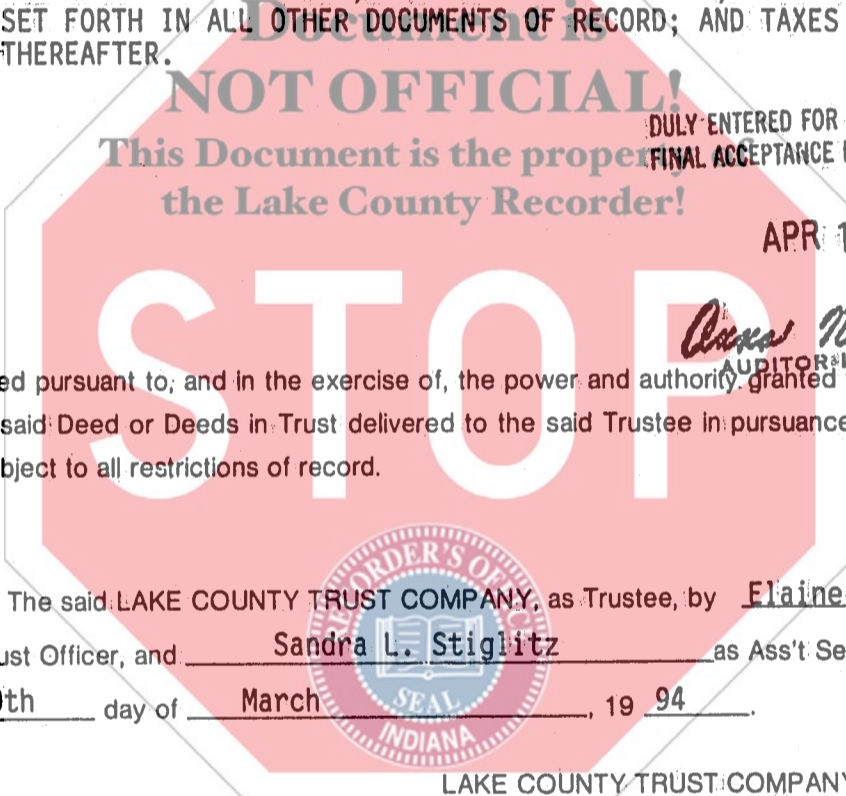 SET FORTH IN ALL OTHER DOCUMENTS OF RECORD; AND TAXES
THEREAFTER.
Document is
NOT OFFICIAL!
This Document is the property of
the Lake County Recorder!
DULY ENTERED FOR
FINAL ACCEPTANCE
APR 1
STOP
AUDITOR
ed pursuant to, and in the exercise of, the power and authority granted
said Deed or Deeds in Trust delivered to the said Trustee in pursuance
bject to all restrictions of record.
The said LAKE COUNTY TRUST COMPANY, as Trustee, by Elaine
ust Officer, and Sandra L. Stiglitz as Ass't Se
th day of March, 19 94.
RECORDER'S OFFICE
SEAL
INDIANA
LAKE COUNTY TRUST COMPANY